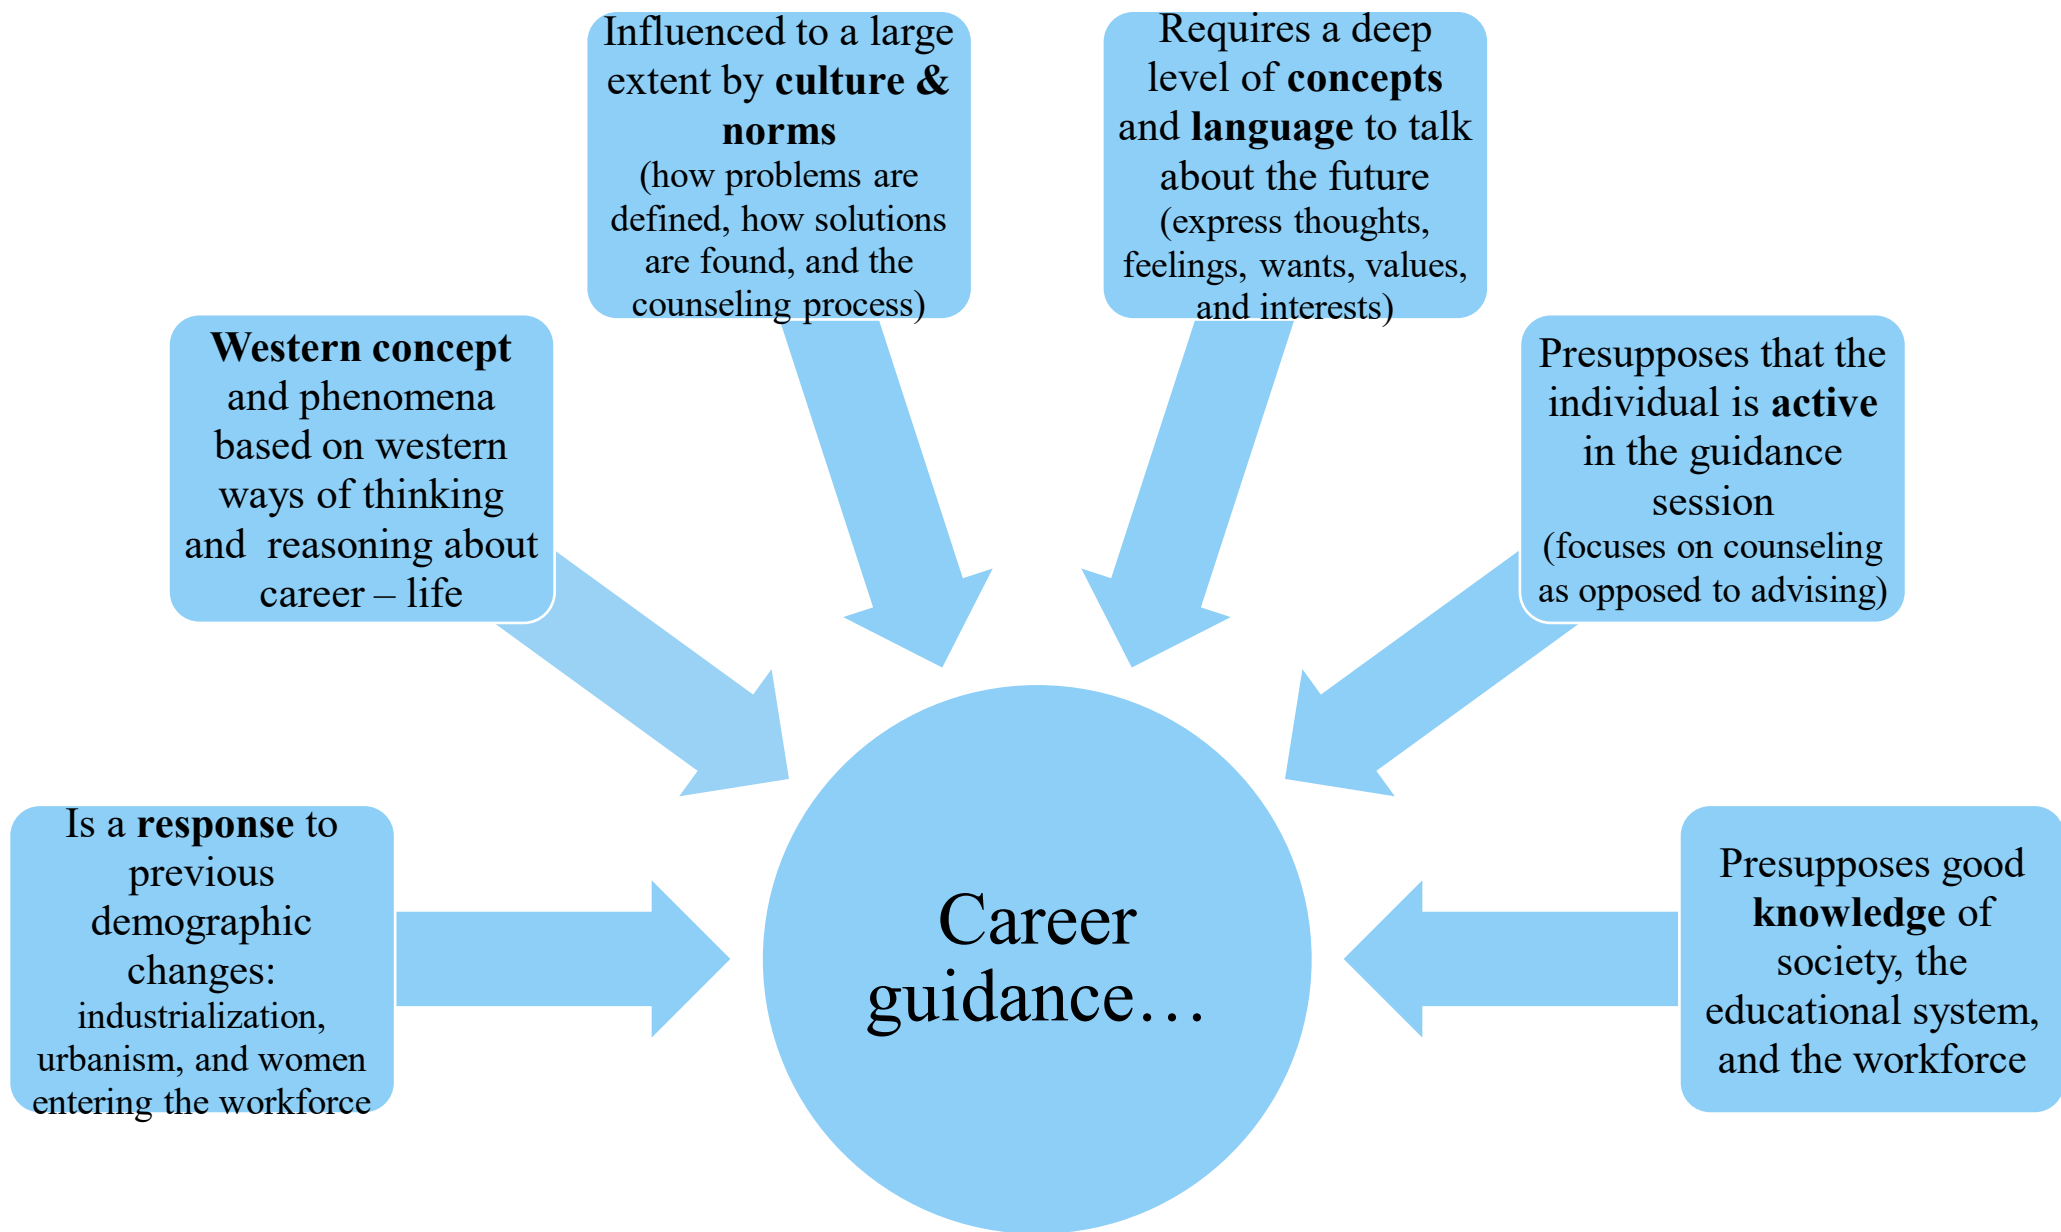 Is a response to
previous
demographic
changes:
industrialization,
urbanism, and women
entering the workforce
Western concept
and phenomena
based on western
ways of thinking
and  reasoning about
career – life
Influenced to a large
extent by culture &
norms
(how problems are
defined, how solutions
are found, and the
counseling process)
Requires a deep
level of concepts
and language to talk
about the future
(express thoughts,
feelings, wants, values,
and interests)
Presupposes that the
individual is active
in the guidance
session
(focuses on counseling
as opposed to advising)
Presupposes good
knowledge of
society, the
educational system,
and the workforce
Career
guidance…